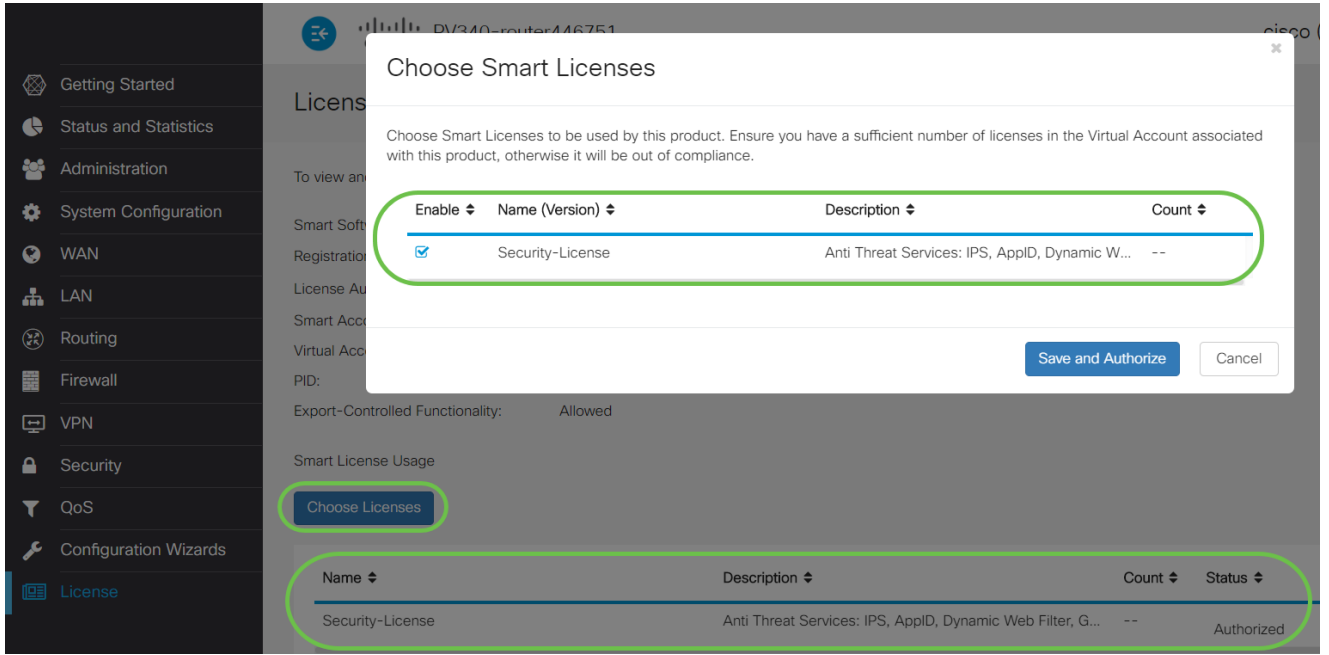 RV340-router446751
cisco (
Getting Started
Status and Statistics
Administration
System Configuration
WAN
LAN
Routing
Firewall
VPN
Security
QoS
Configuration Wizards
License
Licens
To view an
Smart Soft
Registration
License Au
Smart Acco
Virtual Acco
PID:
Export-Controlled Functionality: Allowed
Smart License Usage
Choose Licenses
Name Description Count Status
Security-License Anti Threat Services: IPS, AppID, Dynamic Web Filter, G... -- Authorized
Choose Smart Licenses
Choose Smart Licenses to be used by this product. Ensure you have a sufficient number of licenses in the Virtual Account associated
with this product, otherwise it will be out of compliance.
Enable Name (Version) Description Count
Security-License Anti Threat Services: IPS, AppID, Dynamic W... --
Save and Authorize Cancel